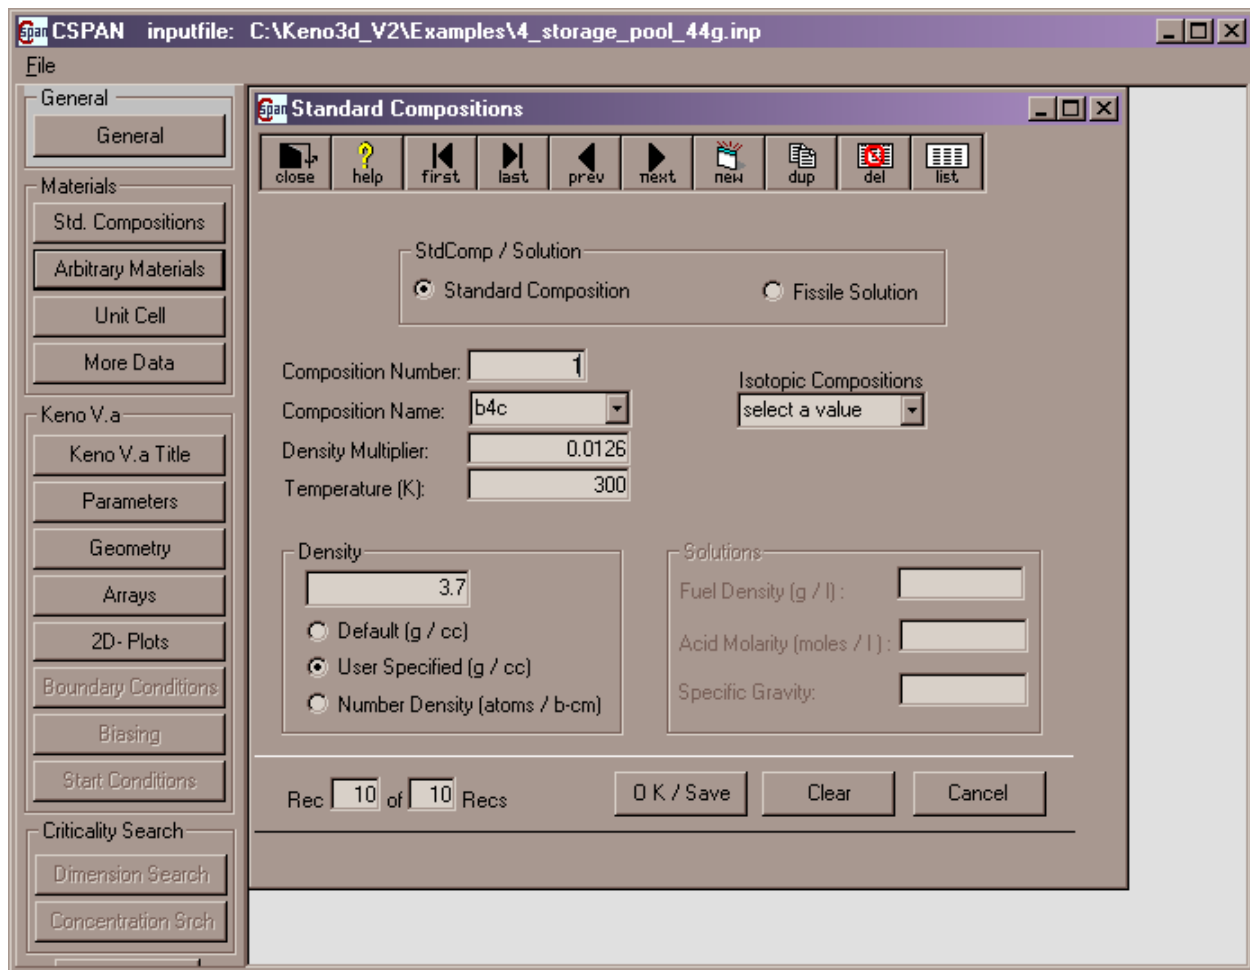 Cspan CSPAN inputfile: C:\Keno3d_V2\Examples\4_storage_pool_44g.inp
File
General
General
Materials
Std. Compositions
Arbitrary Materials
Unit Cell
More Data
Keno V.a
Keno V.a Title
Parameters
Geometry
Arrays
2D- Plots
Boundary Conditions
Biasing
Start Conditions
Criticality Search
Dimension Search
Concentration Srch
Cspan Standard Compositions
close help first last prev next new dup del list
StdComp / Solution
Standard Composition Fissile Solution
Composition Number: 1
Composition Name: b4c
Density Multiplier: 0.0126
Temperature (K): 300
Isotopic Compositions
select a value
Density
3.7
Default (g / cc)
User Specified (g / cc)
Number Density (atoms / b-cm)
Solutions
Fuel Density (g / l) :
Acid Molarity (moles / l ) :
Specific Gravity:
Rec 10 of 10 Recs O K / Save Clear Cancel